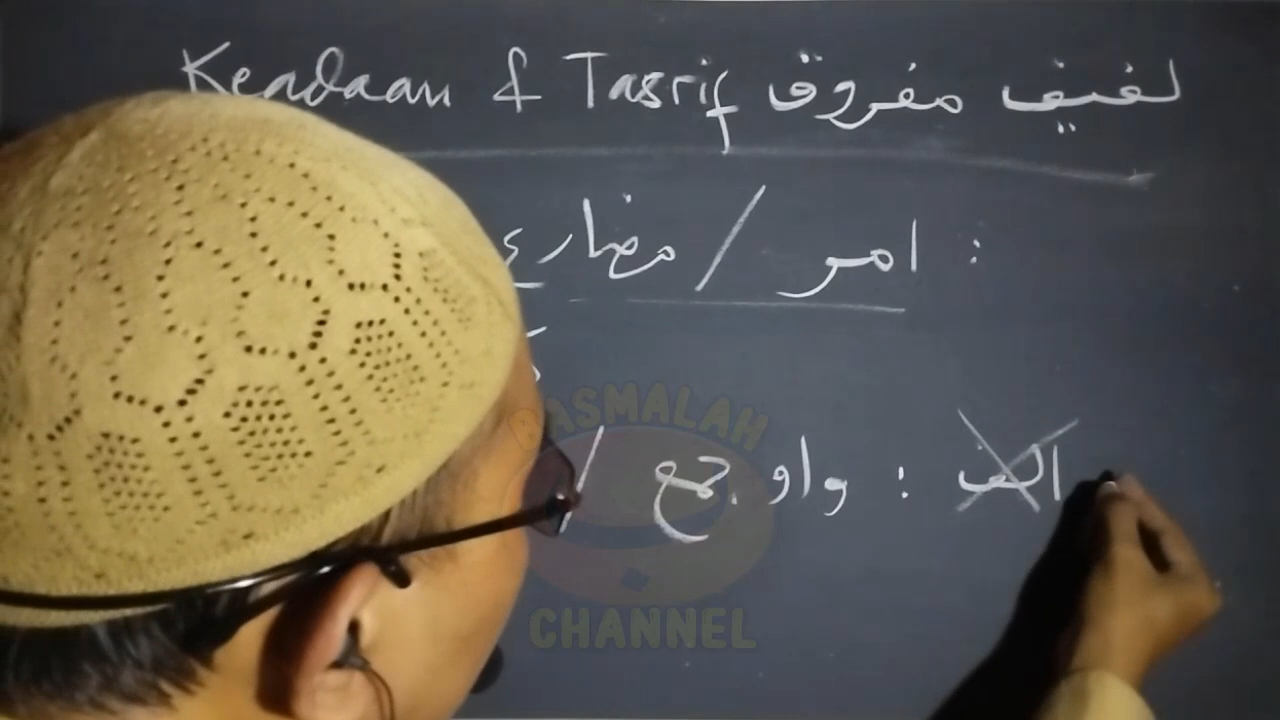 Keadaan & Tasrif لفيف مفروق
: امر / مضارع
الف : واو جمع /
BASMALAH
CHANNEL